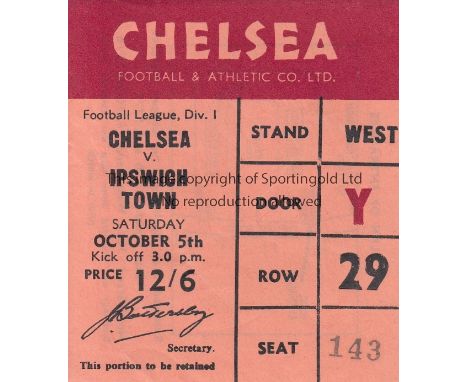 CHELSEA
FOOTBALL & ATHLETIC CO. LTD.
Football League, Div. I
CHELSEA
V.
IPSWICH
TOWN
SATURDAY
OCTOBER 5th
Kick off 3.0 p.m.
PRICE 12/6
Secretary.
This portion to be retained
STAND WEST
DOOR Y
ROW 29
SEAT 143
This image copyright of Sportingold Ltd.
No reproduction allowed